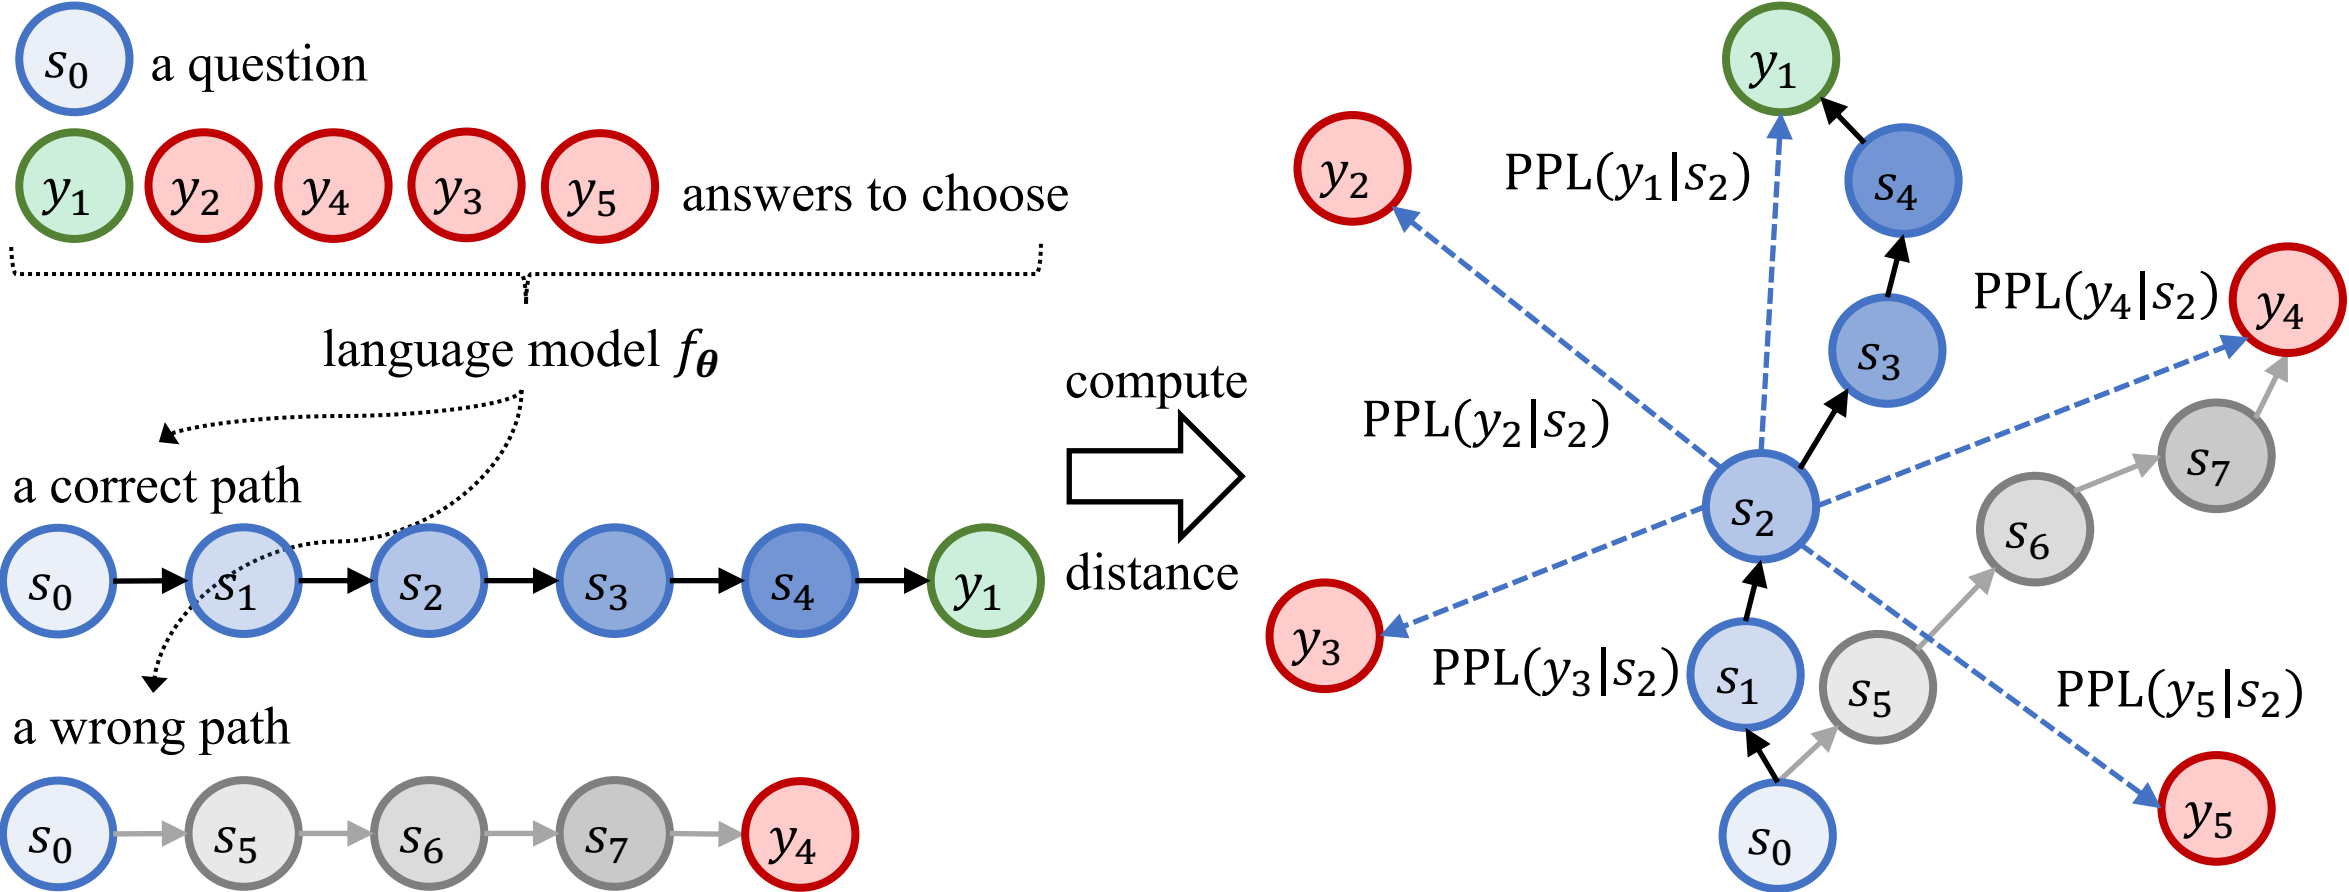 s₀ a question
y₁ y₂ y₄ y₃ y₅ answers to choose
language model f_θ
a correct path
s₀ s₁ s₂ s₃ s₄ y₁
a wrong path
s₀ s₅ s₆ s₇ y₄
compute
distance
y₁
y₂
PPL(y₁|s₂)
s₄
PPL(y₄|s₂)
y₄
s₃
PPL(y₂|s₂)
s₇
s₂
s₆
y₃
PPL(y₃|s₂)
s₁
s₅
PPL(y₅|s₂)
y₅
s₀